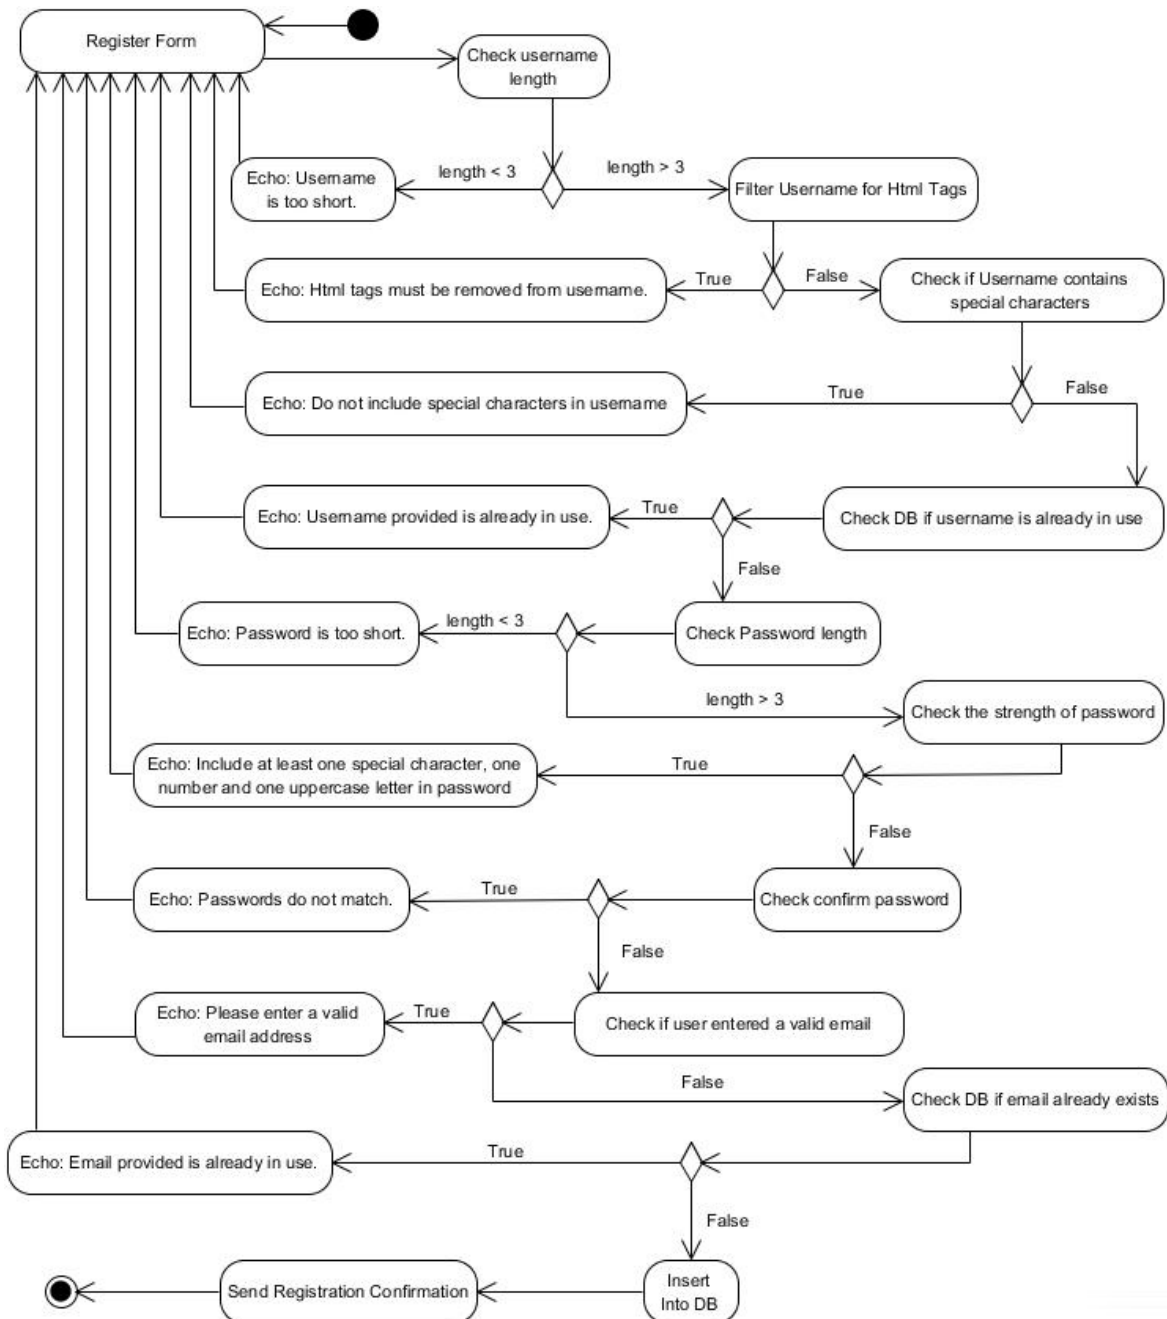 Register Form
Check username
length
length < 3
length > 3
Echo: Username
is too short.
Filter Username for Html Tags
True
False
Echo: Html tags must be removed from username.
Check if Username contains
special characters
True
False
Echo: Do not include special characters in username
Echo: Username provided is already in use.
True
Check DB if username is already in use
False
Echo: Password is too short.
length < 3
Check Password length
length > 3
Check the strength of password
Echo: Include at least one special character, one
number and one uppercase letter in password
True
False
Echo: Passwords do not match.
True
Check confirm password
False
Echo: Please enter a valid
email address
True
Check if user entered a valid email
False
Check DB if email already exists
Echo: Email provided is already in use.
True
False
Send Registration Confirmation
Insert
Into DB